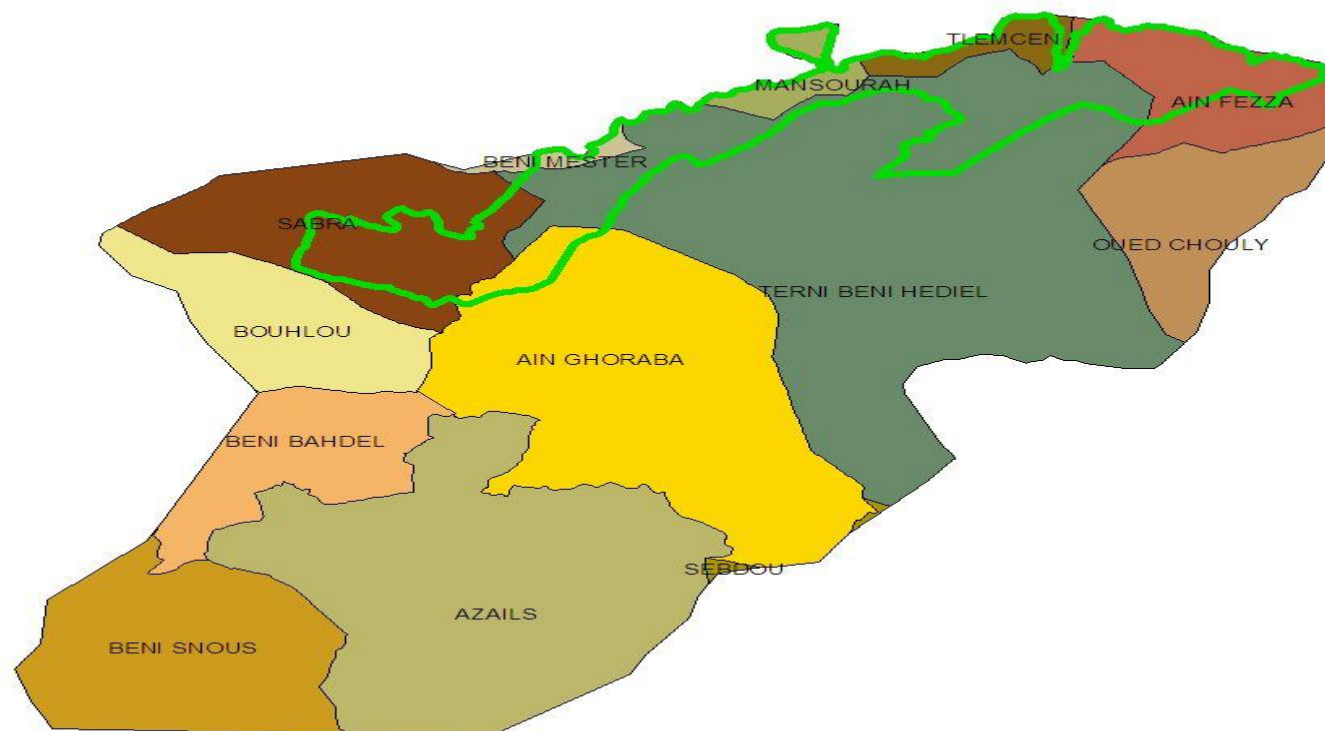 TLEMCEN
MANSOURAH
AIN FEZZA
BENI MESTER
SABRA
OUED CHOULY
TERNI BENI HEDIEL
BOUHLOU
AIN GHORABA
BENI BAHDEL
SEBDOU
AZAILS
BENI SNOUS